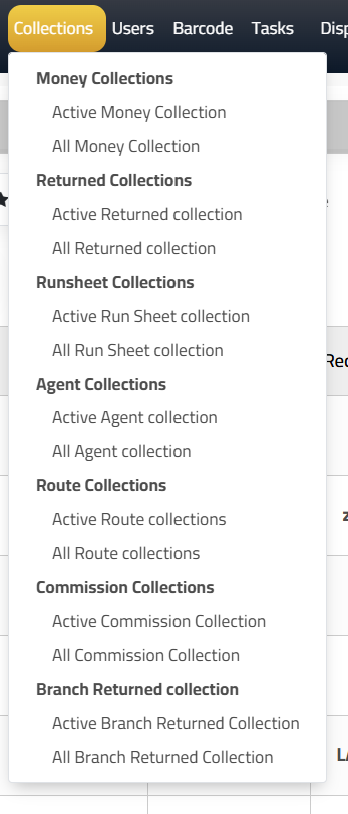 Collections Users Barcode Tasks Disp
Money Collections
Active Money Collection
All Money Collection
Returned Collections
Active Returned collection
All Returned collection
Runsheet Collections
Active Run Sheet collection
All Run Sheet collection
Rec
Agent Collections
Active Agent collection
All Agent collection
Route Collections
Active Route collections
All Route collections
Commission Collections
Active Commission Collection
All Commission Collection
Branch Returned collection
Active Branch Returned Collection
All Branch Returned Collection